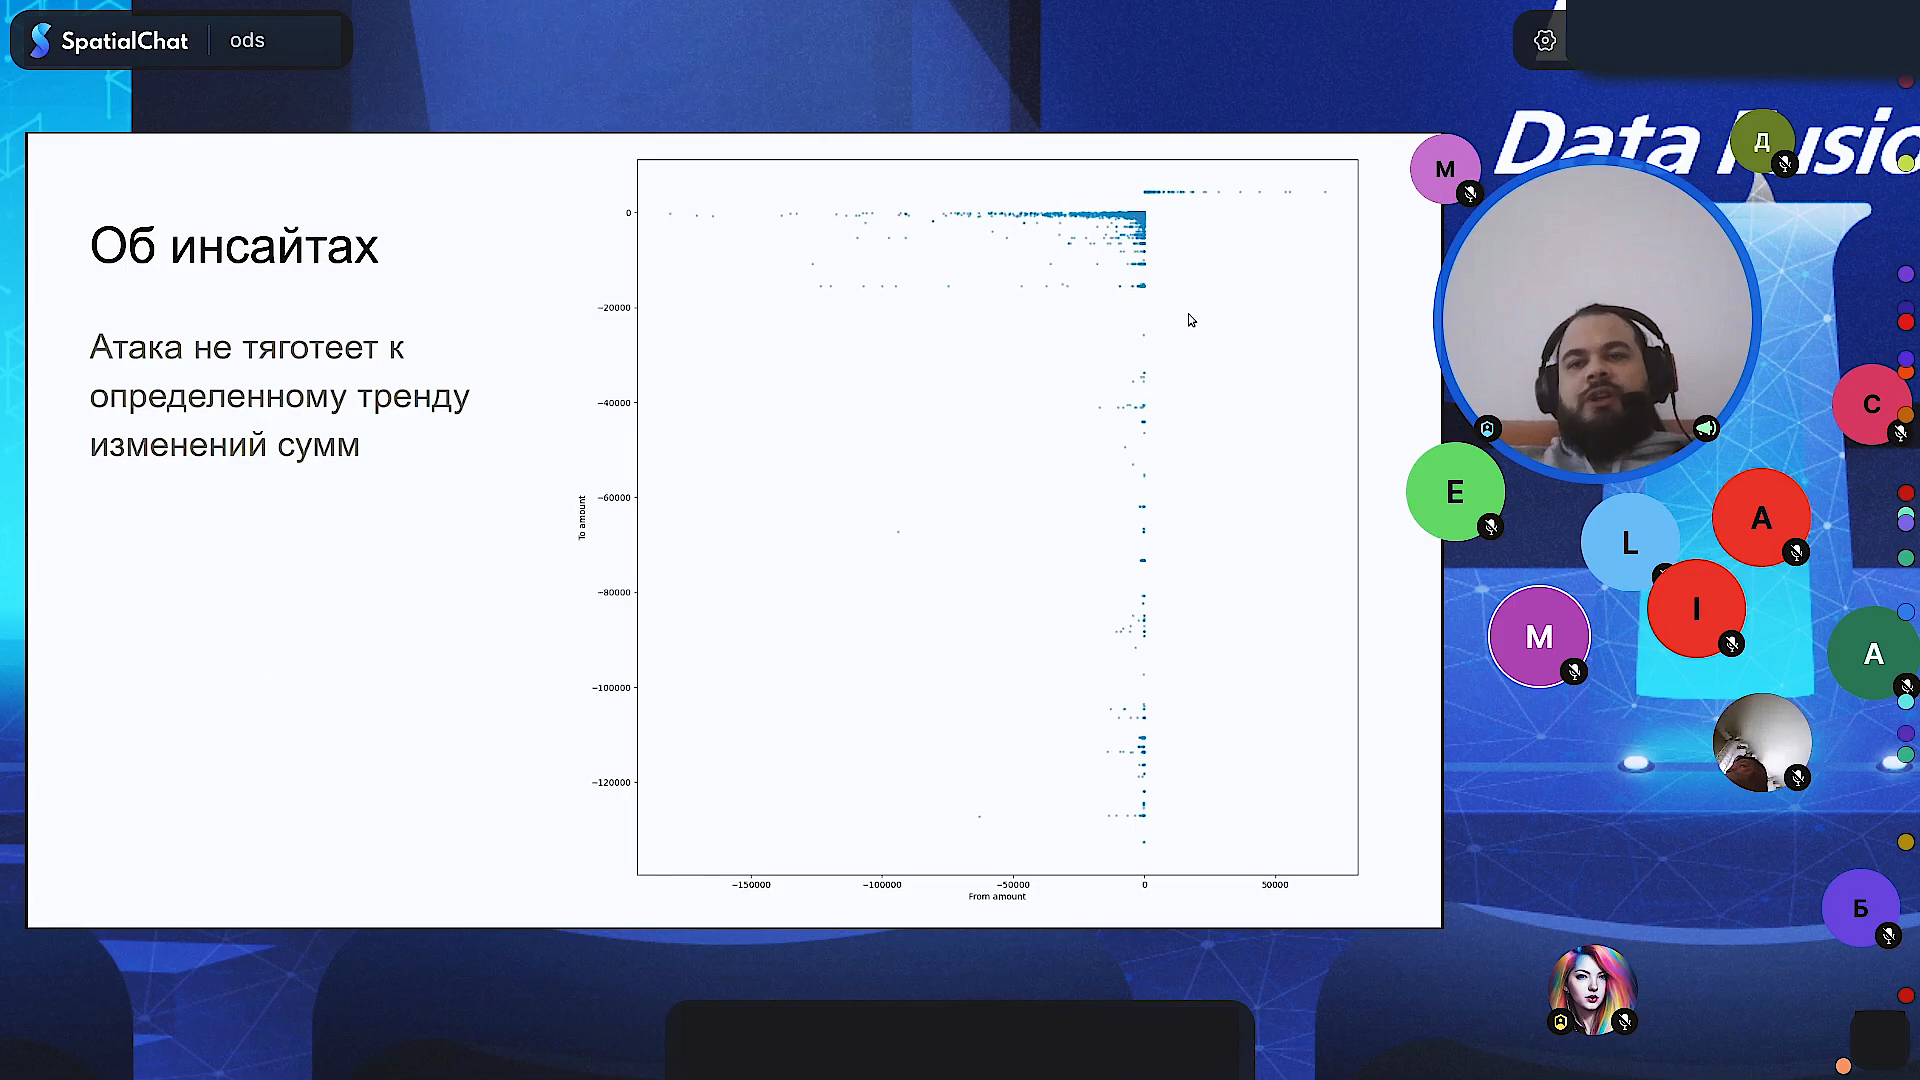 SpatialChat
ods
Data Fusio
Об инсайтах
Атака не тяготеет к
определенному тренду
изменений сумм
0
−20000
−40000
−60000
−80000
−100000
−120000
To amount
−150000
−100000
−50000
0
50000
From amount
M
Д
C
E
L
A
I
M
A
Б